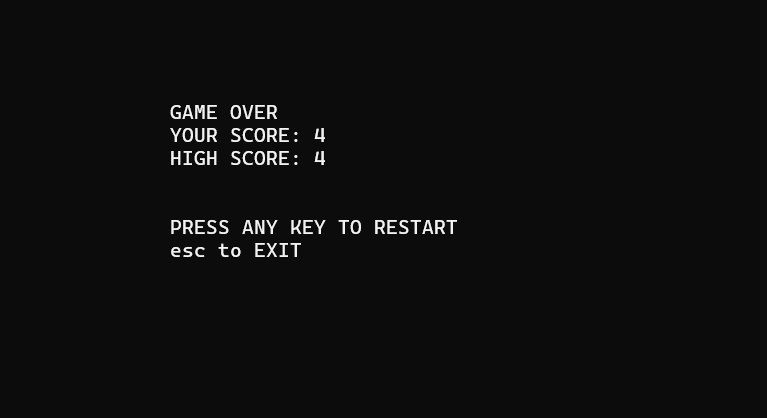 GAME OVER
YOUR SCORE: 4
HIGH SCORE: 4
PRESS ANY KEY TO RESTART
esc to EXIT